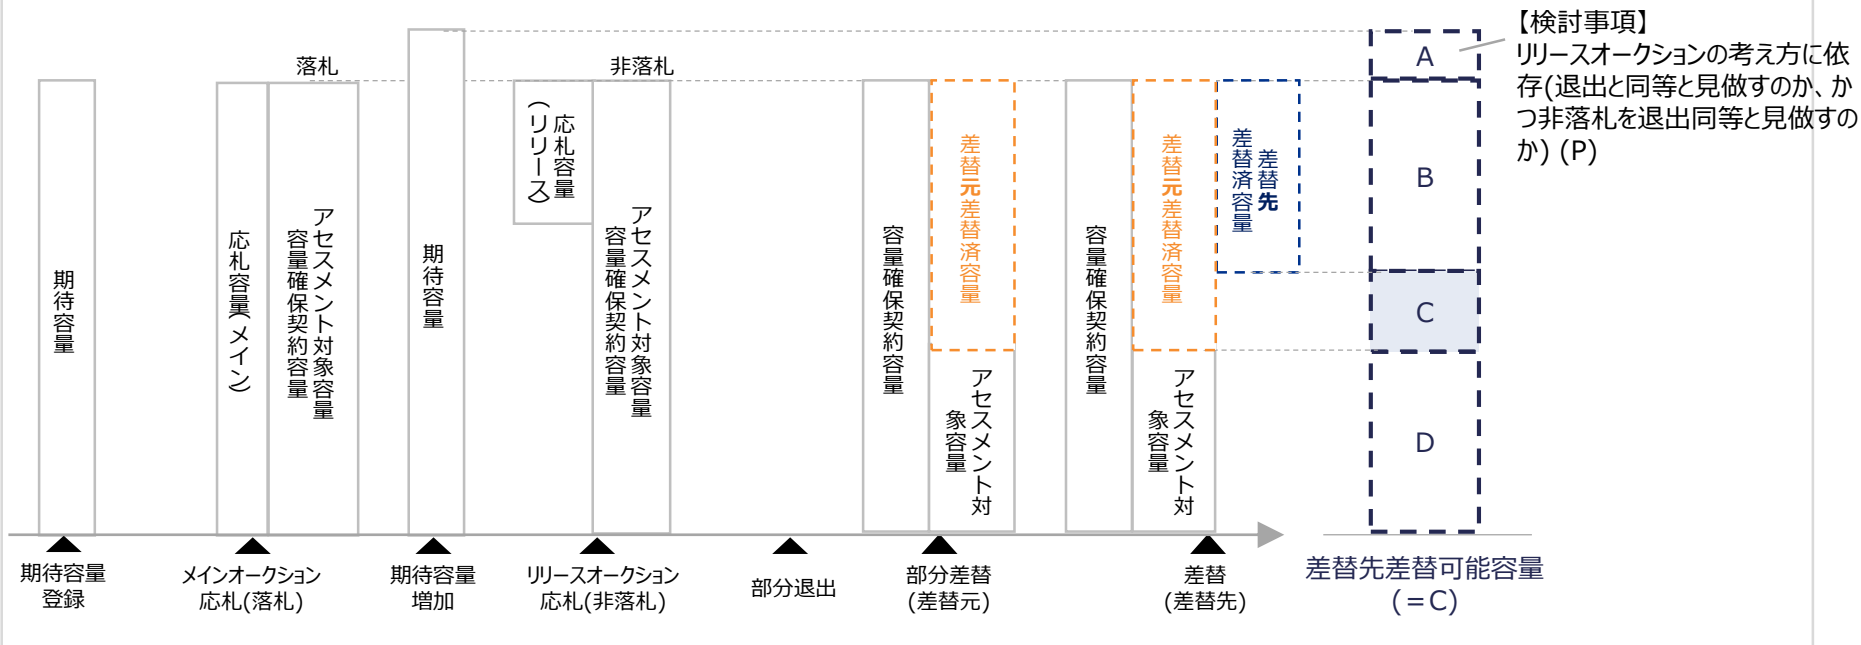 【検討事項】
リリースオークションの考え方に依
存(退出と同等と見做すのか、か
つ非落札を退出同等と見做すの
か) (P)
落札
非落札
期待容量
応札容量(メイン)
アセスメント対象容量
容量確保契約容量
期待容量
応札容量
(リリース)
アセスメント対象容量
容量確保契約容量
容量確保契約容量
差替元差替済容量
アセスメント対
象容量
容量確保契約容量
差替元差替済容量
アセスメント対
象容量
差替先
差替済容量
A
B
C
D
期待容量
登録
メインオークション
応札(落札)
期待容量
増加
リリースオークション
応札(非落札)
部分退出
部分差替
(差替元)
差替
(差替先)
差替先差替可能容量
(=C)